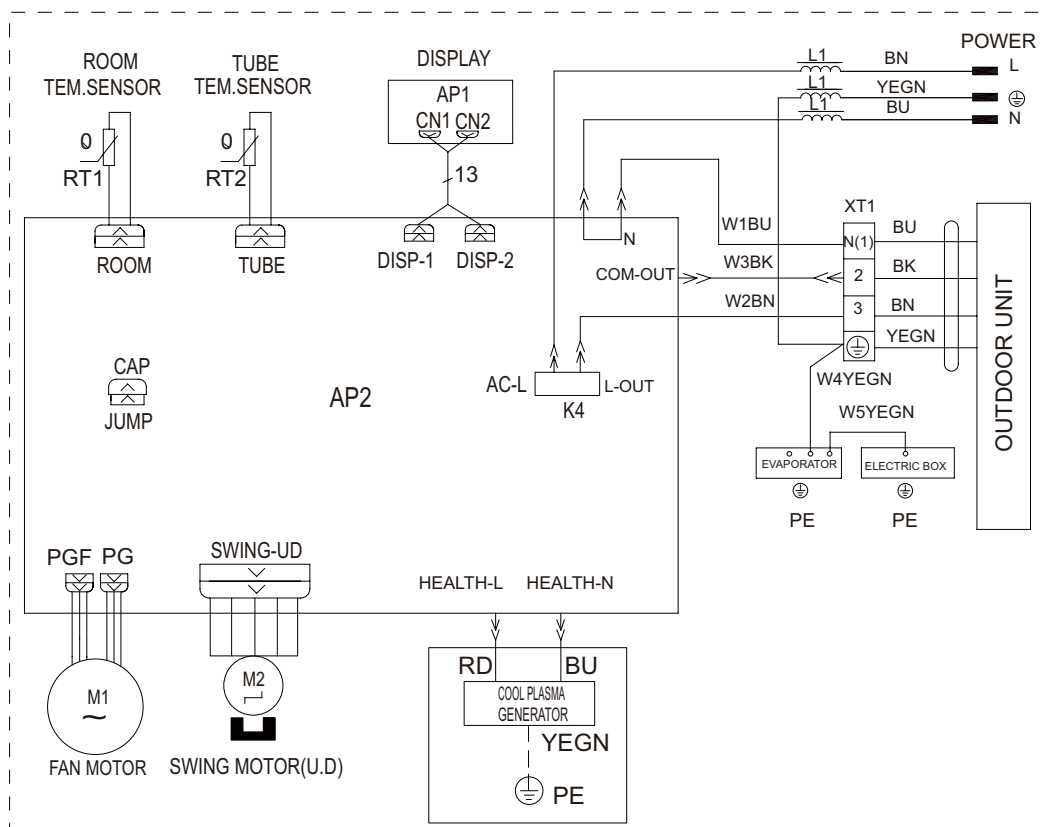 POWER
ROOM
TEM.SENSOR
TUBE
TEM.SENSOR
DISPLAY
L1
BN
L
AP1
CN1 CN2
L1
YEGN
L1
BU
N
θ
RT1
θ
RT2
13
XT1
W1BU
N(1)
BU
N
ROOM
TUBE
DISP-1
DISP-2
COM-OUT
W3BK
2
BK
W2BN
3
BN
YEGN
OUTDOOR UNIT
CAP
JUMP
AP2
AC-L
L-OUT
K4
W4YEGN
W5YEGN
EVAPORATOR
ELECTRIC BOX
PE
PE
PGF PG
SWING-UD
HEALTH-L
HEALTH-N
RD
BU
M1
~
M2
COOL PLASMA
GENERATOR
YEGN
FAN MOTOR
SWING MOTOR(U.D)
PE